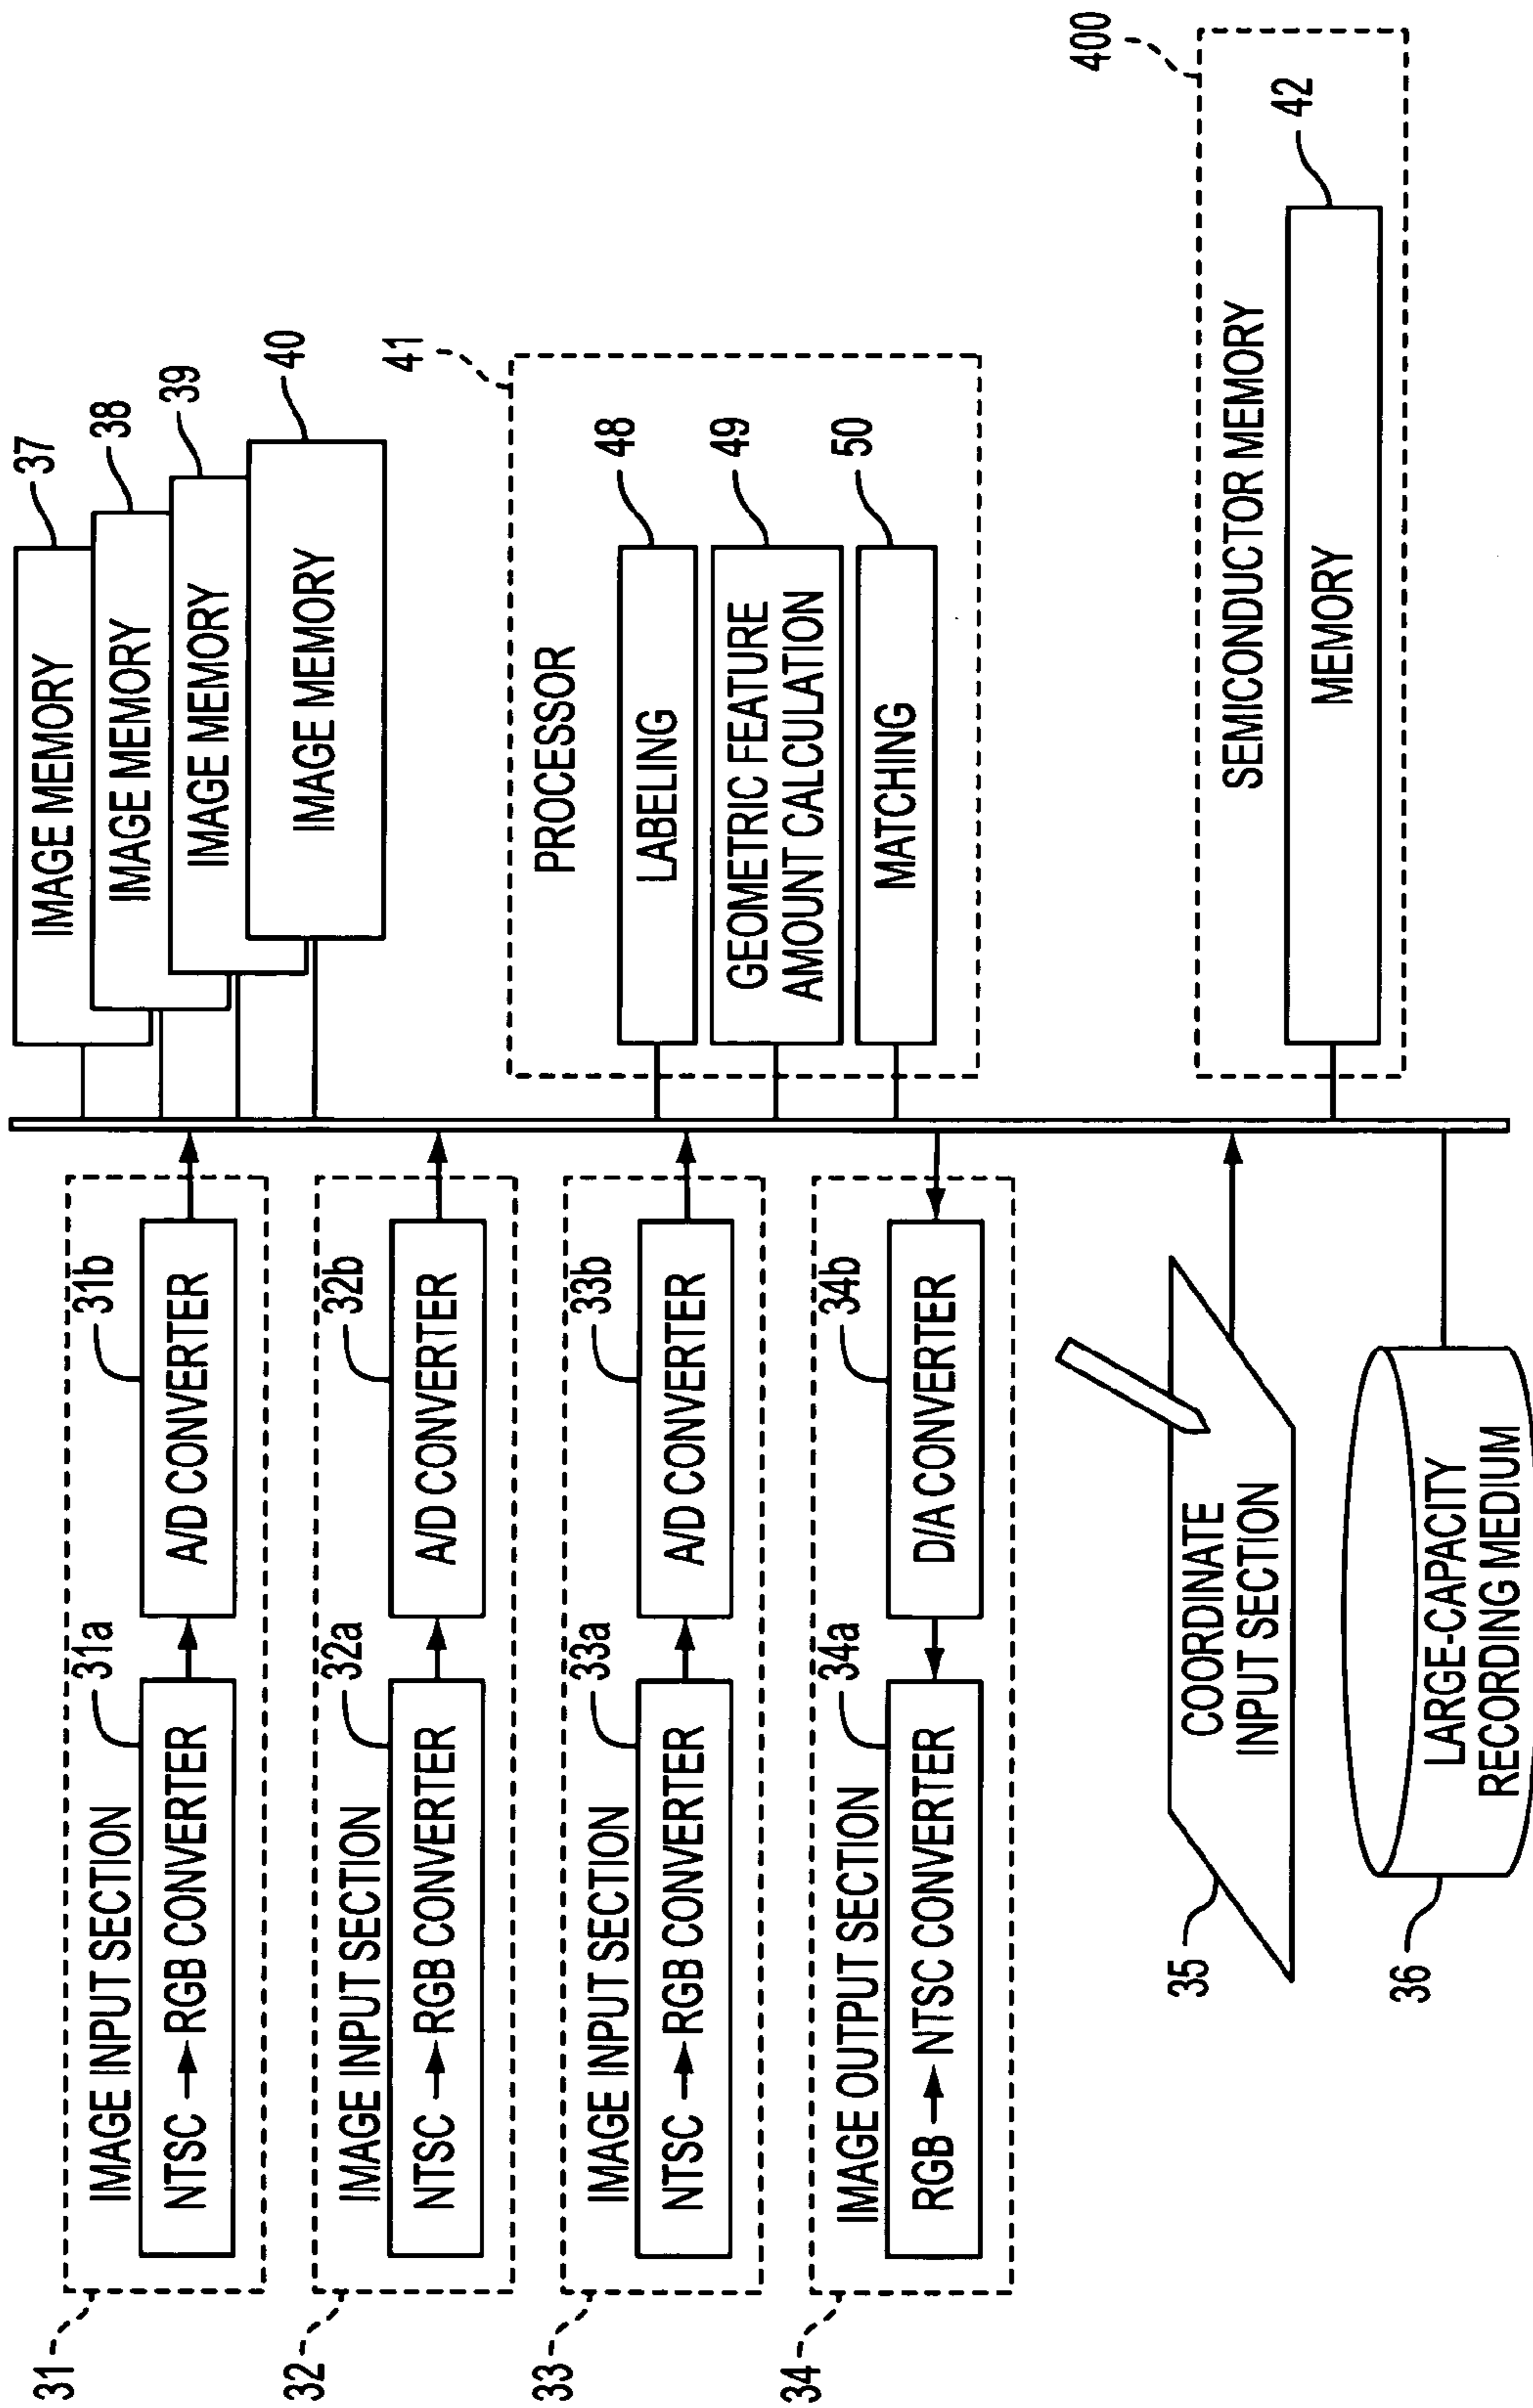 31
IMAGE INPUT SECTION
31a
31b
NTSC → RGB CONVERTER
A/D CONVERTER
32
IMAGE INPUT SECTION
32a
32b
NTSC → RGB CONVERTER
A/D CONVERTER
33
IMAGE INPUT SECTION
33a
33b
NTSC → RGB CONVERTER
A/D CONVERTER
34
IMAGE OUTPUT SECTION
34a
34b
RGB → NTSC CONVERTER
D/A CONVERTER
35
COORDINATE
INPUT SECTION
36
LARGE-CAPACITY
RECORDING MEDIUM
IMAGE MEMORY
37
IMAGE MEMORY
38
IMAGE MEMORY
39
IMAGE MEMORY
40
41
PROCESSOR
LABELING
48
GEOMETRIC FEATURE
AMOUNT CALCULATION
49
MATCHING
50
400
SEMICONDUCTOR MEMORY
MEMORY
42